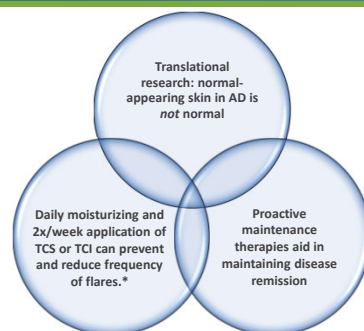 Translational
research: normal-
appearing skin in AD is
not normal
Daily moisturizing and
2x/week application of
TCS or TCI can prevent
and reduce frequency
of flares.*
Proactive
maintenance
therapies aid in
maintaining disease
remission